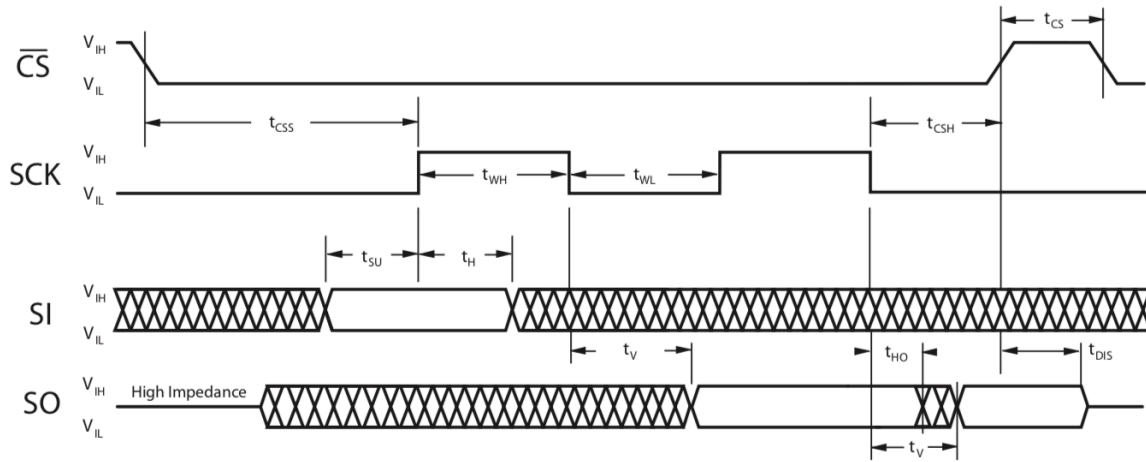 CS V_IH t_CS
V_IL
t_CSS t_CSH
SCK V_IH
t_WH t_WL
V_IL
t_SU t_H
SI V_IH
V_IL
t_V t_HO t_DIS
SO V_IH High Impedance
V_IL
t_V